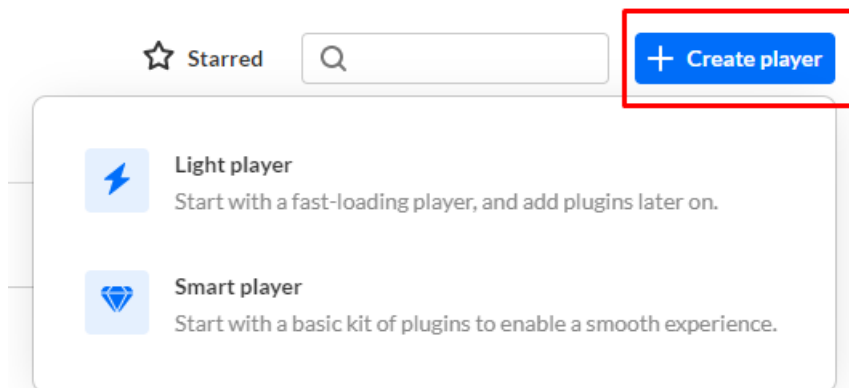 Starred
Create player
Light player
Start with a fast-loading player, and add plugins later on.
Smart player
Start with a basic kit of plugins to enable a smooth experience.